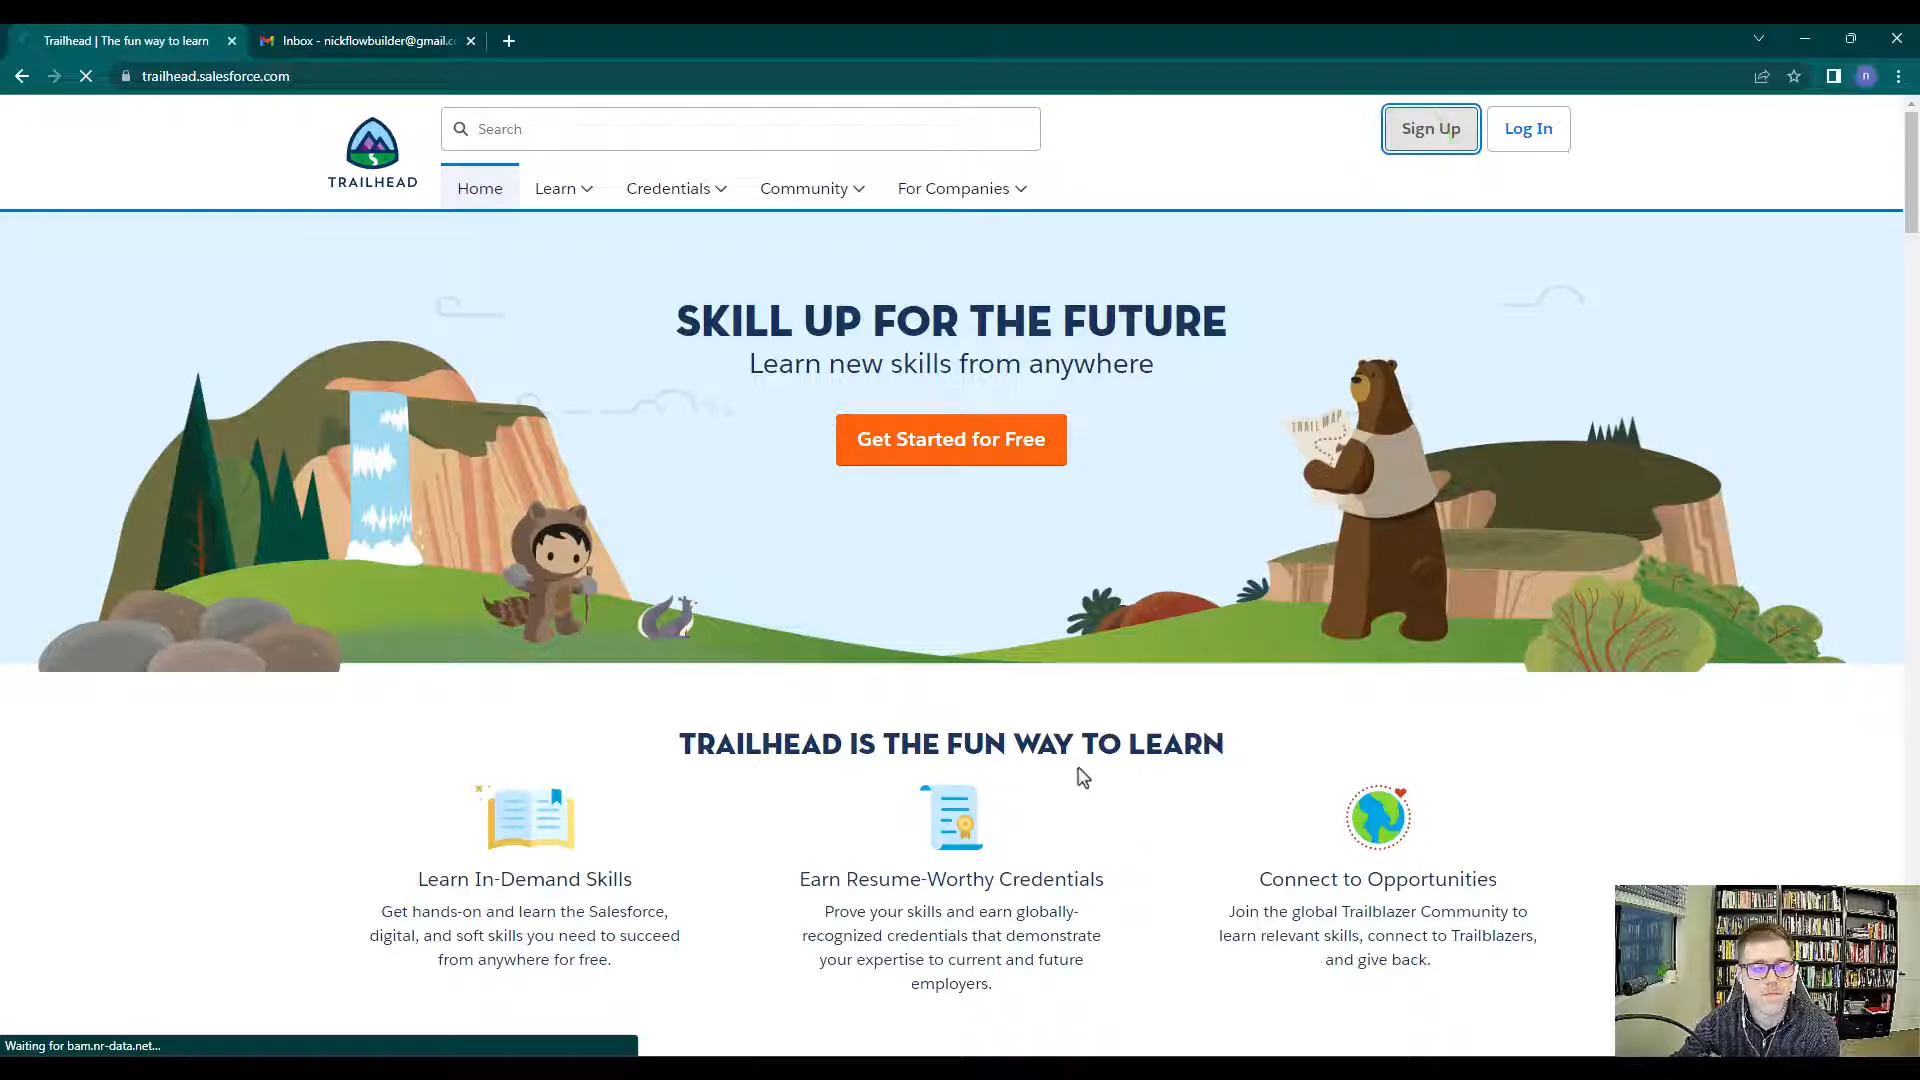 Trailhead | The fun way to learn
Inbox - nickflowbuilder@gmail.c
trailhead.salesforce.com
n
TRAILHEAD
Search
Sign Up
Log In
Home
Learn
Credentials
Community
For Companies
SKILL UP FOR THE FUTURE
Learn new skills from anywhere
Get Started for Free
TRAIL MAP
TRAILHEAD IS THE FUN WAY TO LEARN
Learn In-Demand Skills
Get hands-on and learn the Salesforce,
digital, and soft skills you need to succeed
from anywhere for free.
Earn Resume-Worthy Credentials
Prove your skills and earn globally-
recognized credentials that demonstrate
your expertise to current and future
employers.
Connect to Opportunities
Join the global Trailblazer Community to
learn relevant skills, connect to Trailblazers,
and give back.
Waiting for bam.nr-data.net...